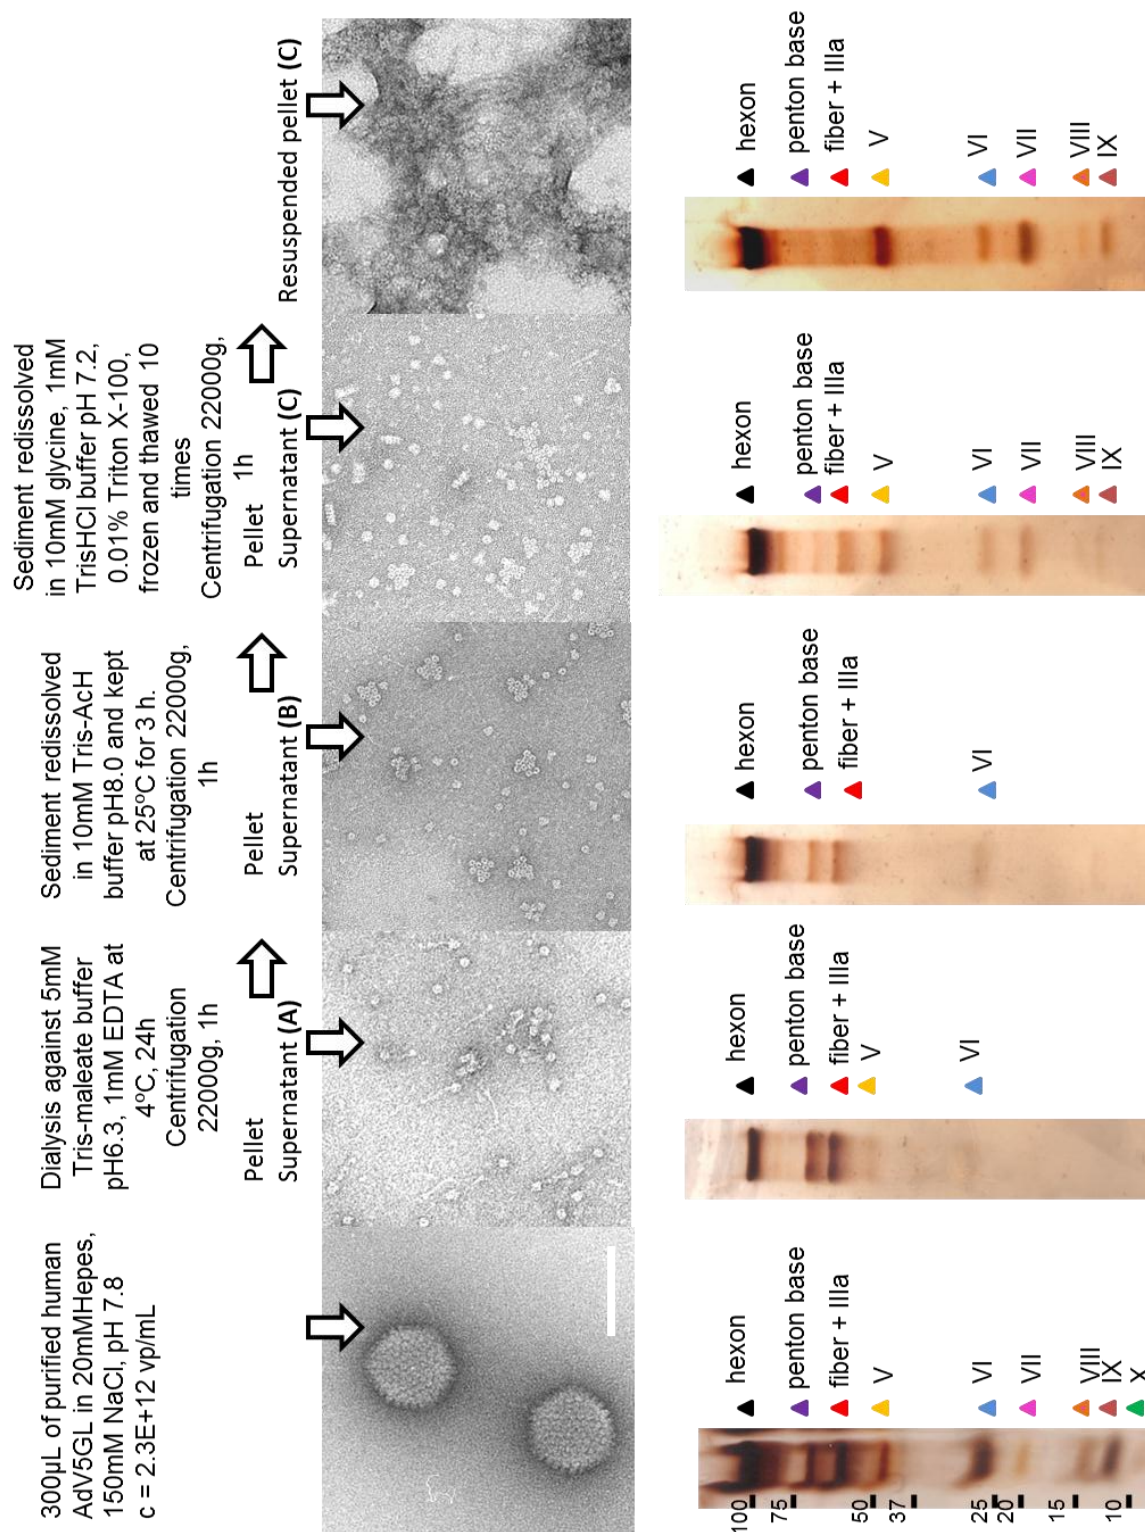 300µL of purified human
AdV5GL in 20mMHepes,
150mM NaCl, pH 7.8
c = 2.3E+12 vp/mL
Dialysis against 5mM
Tris-maleate buffer
pH6.3, 1mM EDTA at
4ºC, 24h
Centrifugation
22000g, 1h
Pellet
Supernatant (A)
Sediment redissolved
in 10mM Tris-AcH
buffer pH8.0 and kept
at 25ºC for 3 h.
Centrifugation 22000g,
1h
Pellet
Supernatant (B)
Sediment redissolved
in 10mM glycine, 1mM
TrisHCl buffer pH 7.2,
0.01% Triton X-100,
frozen and thawed 10
times
Centrifugation 22000g,
1h
Pellet
Supernatant (C)
Resuspended pellet (C)
100
75
50
37
25
20
15
10
hexon
penton base
fiber + IIIa
V
VI
VII
VIII
IX
X
hexon
penton base
fiber + IIIa
V
VI
hexon
penton base
fiber + IIIa
VI
hexon
penton base
fiber + IIIa
V
VI
VII
VIII
IX
hexon
penton base
fiber + IIIa
V
VI
VII
VIII
IX